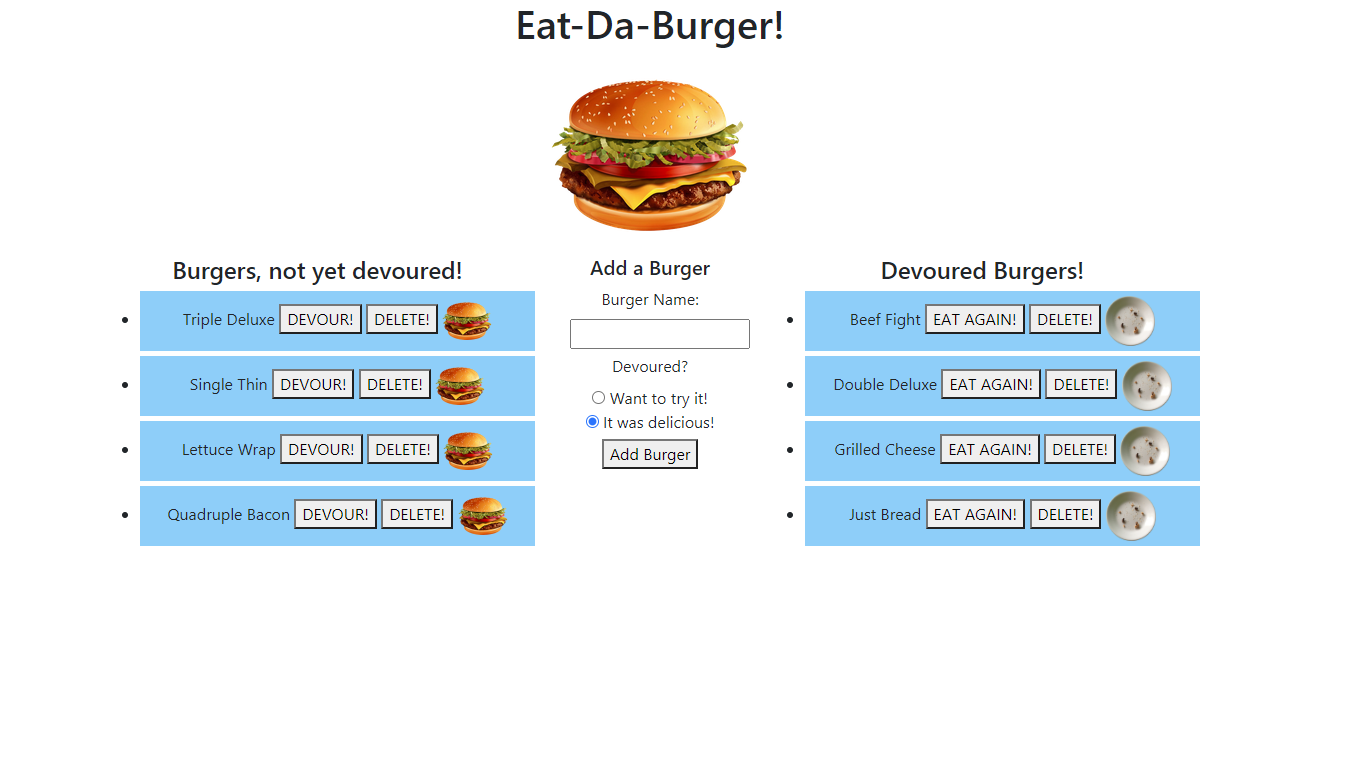 Eat-Da-Burger!
Burgers, not yet devoured!
Triple Deluxe DEVOUR! DELETE!
Single Thin DEVOUR! DELETE!
Lettuce Wrap DEVOUR! DELETE!
Quadruple Bacon DEVOUR! DELETE!
Add a Burger
Burger Name:
Devoured?
Want to try it!
It was delicious!
Add Burger
Devoured Burgers!
Beef Fight EAT AGAIN! DELETE!
Double Deluxe EAT AGAIN! DELETE!
Grilled Cheese EAT AGAIN! DELETE!
Just Bread EAT AGAIN! DELETE!